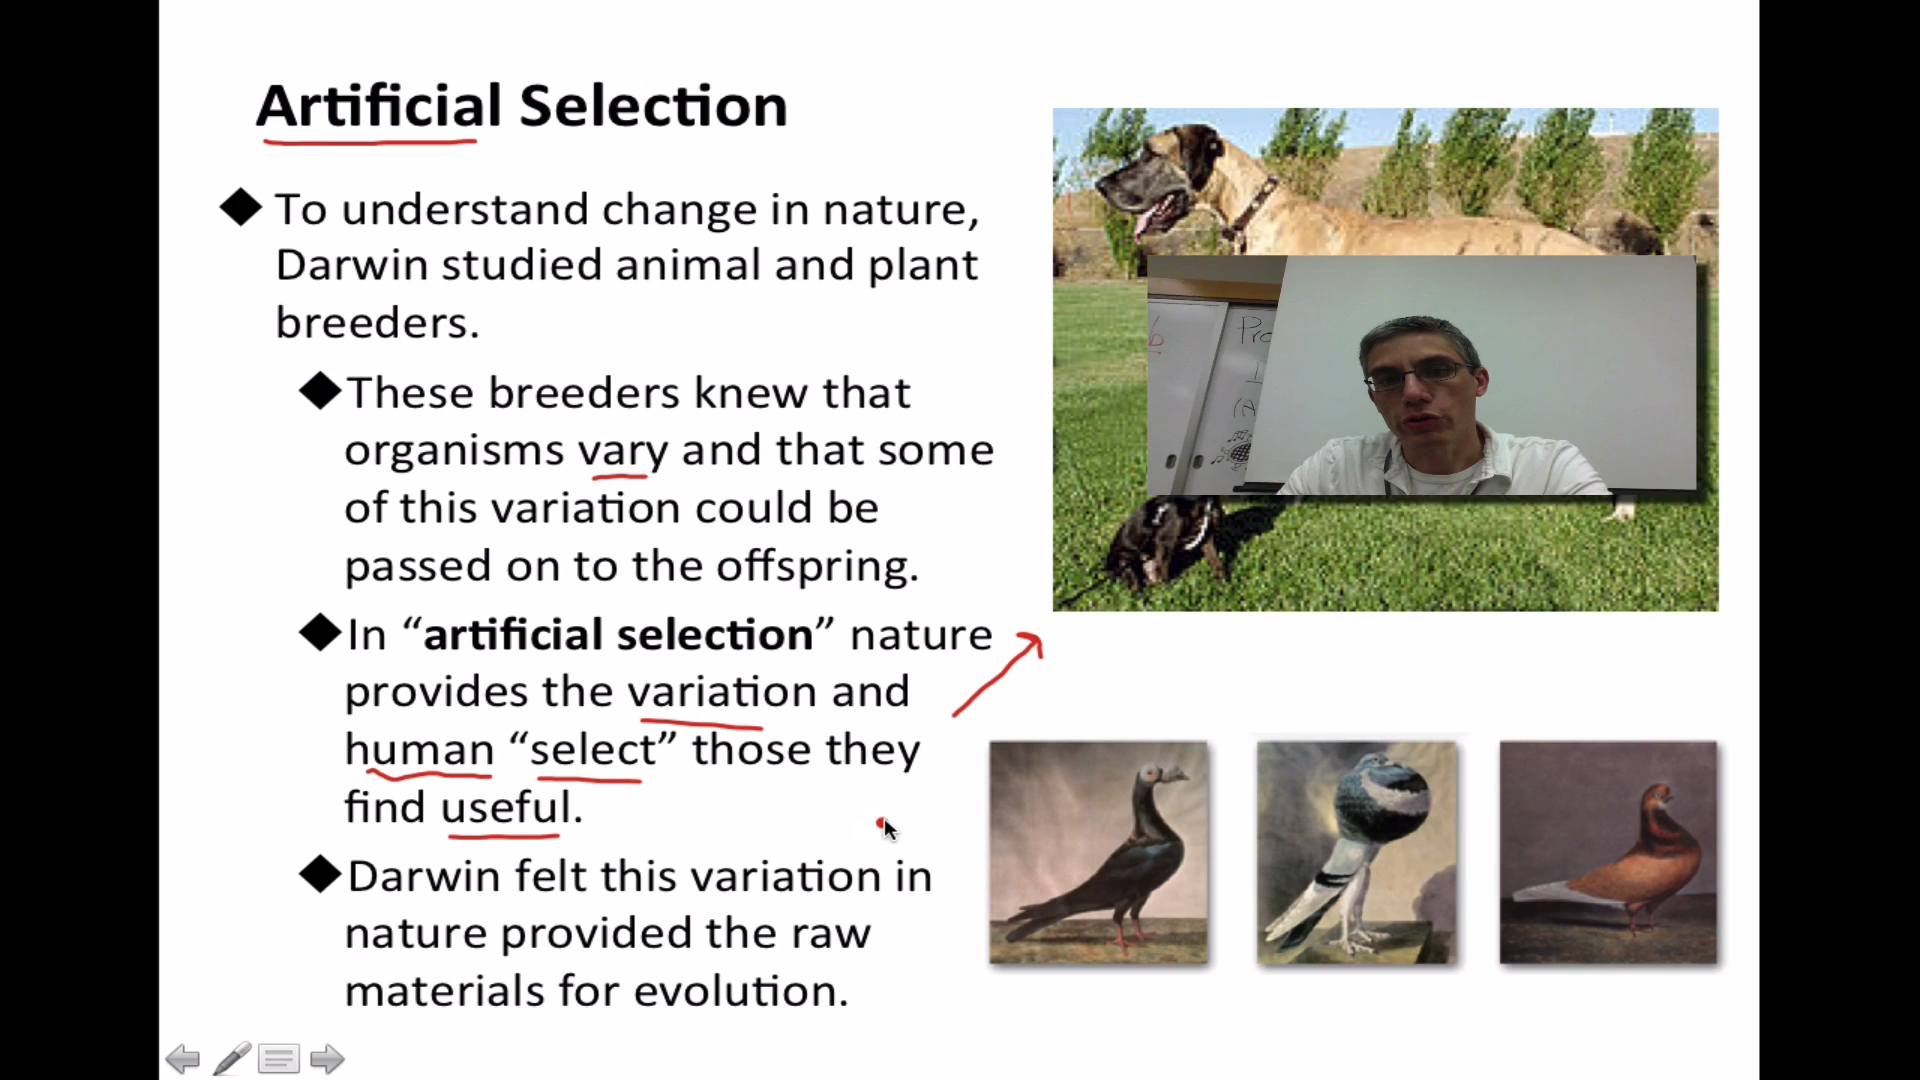 Artificial Selection
To understand change in nature,
Darwin studied animal and plant
breeders.
These breeders knew that
organisms vary and that some
of this variation could be
passed on to the offspring.
In “artificial selection” nature
provides the variation and
human “select” those they
find useful.
Darwin felt this variation in
nature provided the raw
materials for evolution.